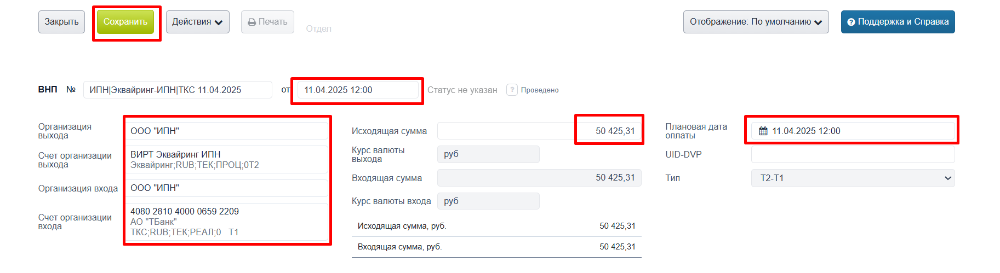 Закрыть
Сохранить
Действия
Печать
Отдел
Отображение: По умолчанию
? Поддержка и Справка
ВНП № ИПН|Эквайринг-ИПН|ТКС 11.04.2025 от 11.04.2025 12:00 Статус не указан ? Проведено
Организация
выхода
ООО "ИПН"
Счет организации
выхода
ВИРТ Эквайринг ИПН
Эквайринг;RUB;ТЕК;ПРОЦ;0Т2
Организация входа
ООО "ИПН"
Счет организации
входа
4080 2810 4000 0659 2209
АО "ТБанк"
ТКС;RUB;ТЕК;РЕАЛ;0 Т1
Исходящая сумма
50 425,31
Курс валюты
выхода
руб
Входящая сумма
50 425,31
Курс валюты входа
руб
Исходящая сумма, руб. 50 425,31
Входящая сумма, руб. 50 425,31
Плановая дата
оплаты
11.04.2025 12:00
UID-DVP
Тип
Т2-Т1